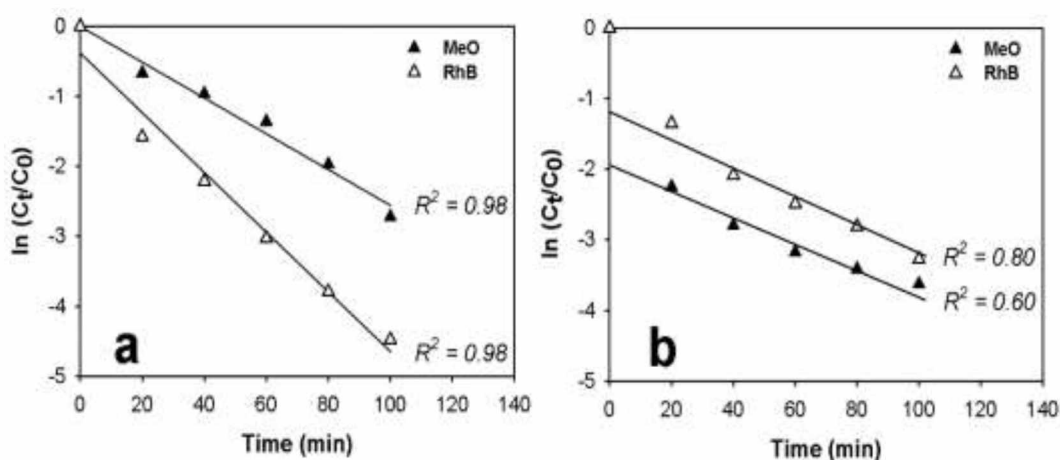 0
-1
-2
-3
-4
-5
ln (Ct/C0)
MeO
RhB
R² = 0.98
R² = 0.98
a
0 20 40 60 80 100 120 140
Time (min)
0
-1
-2
-3
-4
-5
ln (Ct/C0)
MeO
RhB
R² = 0.80
R² = 0.60
b
0 20 40 60 80 100 120 140
Time (min)